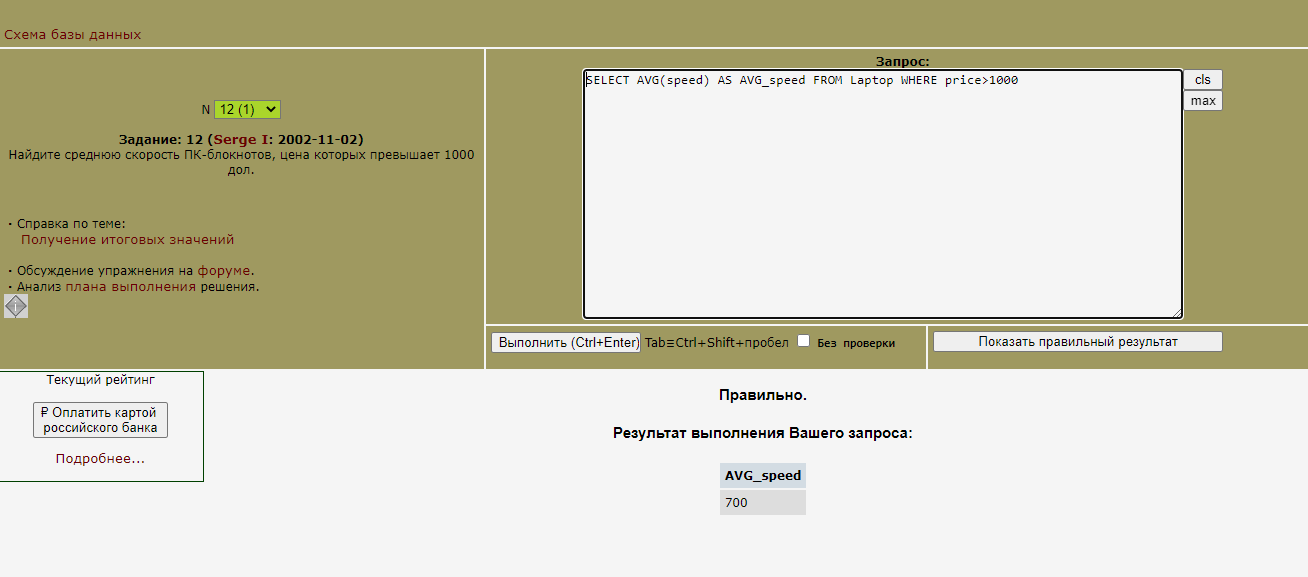 Схема базы данных
N 12 (1)
Задание: 12 (Serge I: 2002-11-02)
Найдите среднюю скорость ПК-блокнотов, цена которых превышает 1000
дол.
· Справка по теме:
Получение итоговых значений
· Обсуждение упражнения на форуме.
· Анализ плана выполнения решения.
i
Запрос:
SELECT AVG(speed) AS AVG_speed FROM Laptop WHERE price>1000
cls
max
Выполнить (Ctrl+Enter) Tab≡Ctrl+Shift+пробел Без проверки
Показать правильный результат
Текущий рейтинг
₽ Оплатить картой
российского банка
Подробнее...
Правильно.
Результат выполнения Вашего запроса:
AVG_speed
700